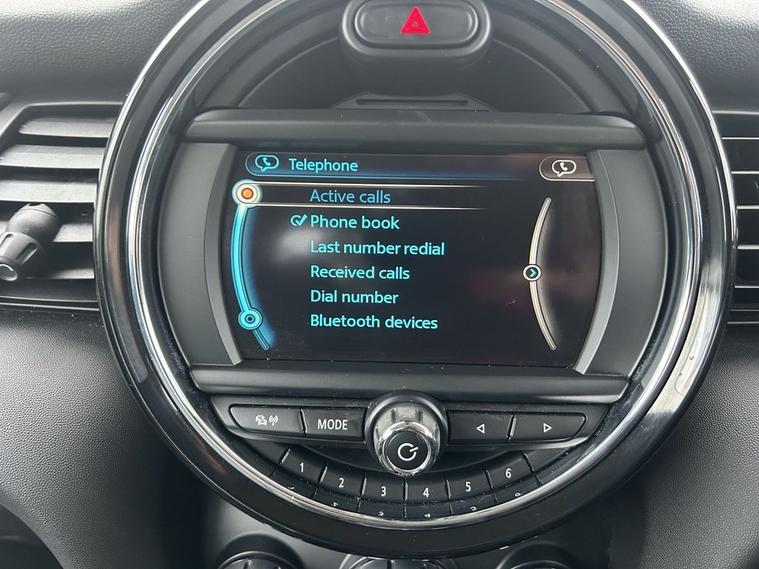 Telephone
Active calls
Phone book
Last number redial
Received calls
Dial number
Bluetooth devices
MODE
1 2 3 4 5 6